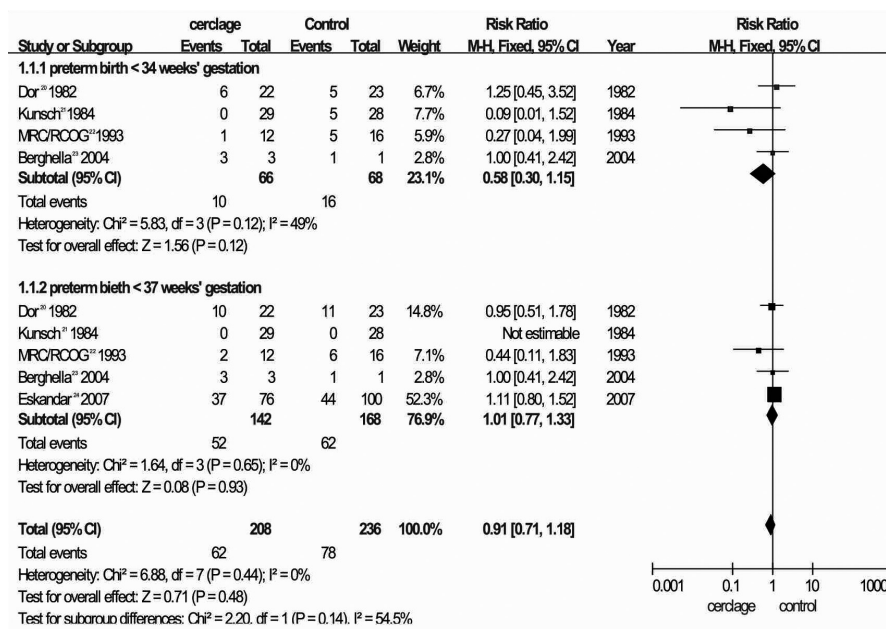 cerclage Control Risk Ratio Risk Ratio
Study or Subgroup Events Total Events Total Weight M-H, Fixed, 95% CI Year M-H, Fixed, 95% CI
1.1.1 preterm birth < 34 weeks' gestation
Dor²⁰ 1982 6 22 5 23 6.7% 1.25 [0.45, 3.52] 1982
Kunsch²¹ 1984 0 29 5 28 7.7% 0.09 [0.01, 1.52] 1984
MRC/RCOG²² 1993 1 12 5 16 5.9% 0.27 [0.04, 1.99] 1993
Berghella²³ 2004 3 3 1 1 2.8% 1.00 [0.41, 2.42] 2004
Subtotal (95% CI) 66 68 23.1% 0.58 [0.30, 1.15]
Total events 10 16
Heterogeneity: Chi² = 5.83, df = 3 (P = 0.12); I² = 49%
Test for overall effect: Z = 1.56 (P = 0.12)
1.1.2 preterm bieth < 37 weeks' gestation
Dor²⁰ 1982 10 22 11 23 14.8% 0.95 [0.51, 1.78] 1982
Kunsch²¹ 1984 0 29 0 28 Not estimable 1984
MRC/RCOG²² 1993 2 12 6 16 7.1% 0.44 [0.11, 1.83] 1993
Berghella²³ 2004 3 3 1 1 2.8% 1.00 [0.41, 2.42] 2004
Eskandar²⁴ 2007 37 76 44 100 52.3% 1.11 [0.80, 1.52] 2007
Subtotal (95% CI) 142 168 76.9% 1.01 [0.77, 1.33]
Total events 52 62
Heterogeneity: Chi² = 1.64, df = 3 (P = 0.65); I² = 0%
Test for overall effect: Z = 0.08 (P = 0.93)
Total (95% CI) 208 236 100.0% 0.91 [0.71, 1.18]
Total events 62 78
Heterogeneity: Chi² = 6.88, df = 7 (P = 0.44); I² = 0%
Test for overall effect: Z = 0.71 (P = 0.48)
Test for subgroup differences: Chi² = 2.20, df = 1 (P = 0.14), I² = 54.5%
0.001 0.1 1 10 1000
cerclage control